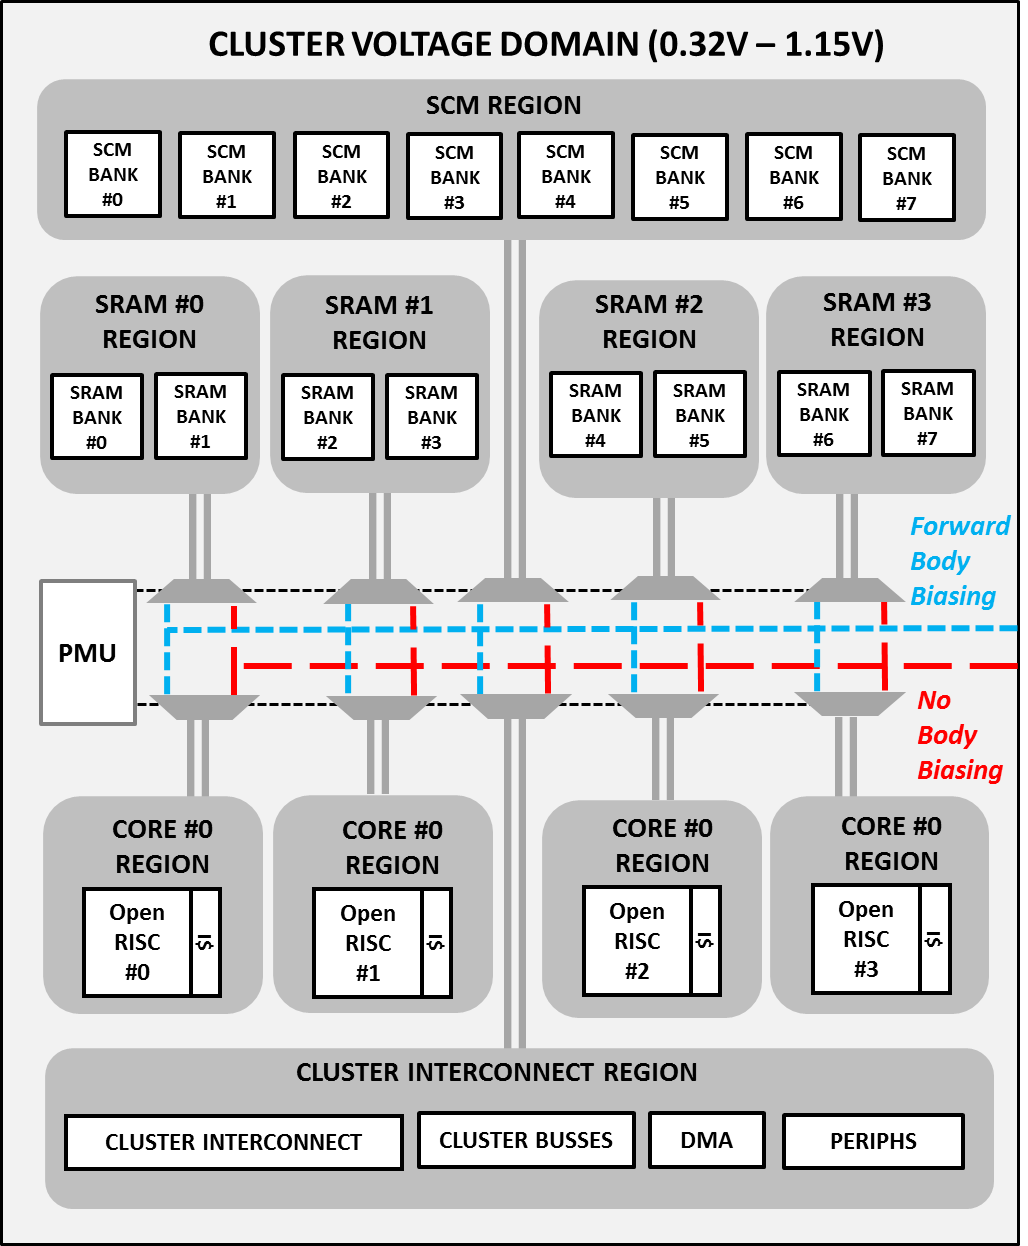 CLUSTER VOLTAGE DOMAIN (0.32V – 1.15V)
SCM REGION
SCM
BANK
#0
SCM
BANK
#1
SCM
BANK
#2
SCM
BANK
#3
SCM
BANK
#4
SCM
BANK
#5
SCM
BANK
#6
SCM
BANK
#7
SRAM #0
REGION
SRAM
BANK
#0
SRAM
BANK
#1
SRAM #1
REGION
SRAM
BANK
#2
SRAM
BANK
#3
SRAM #2
REGION
SRAM
BANK
#4
SRAM
BANK
#5
SRAM #3
REGION
SRAM
BANK
#6
SRAM
BANK
#7
Forward
Body
Biasing
PMU
No
Body
Biasing
CORE #0
REGION
Open
RISC
#0
I$
CORE #0
REGION
Open
RISC
#1
I$
CORE #0
REGION
Open
RISC
#2
I$
CORE #0
REGION
Open
RISC
#3
I$
CLUSTER INTERCONNECT REGION
CLUSTER INTERCONNECT
CLUSTER BUSSES
DMA
PERIPHS